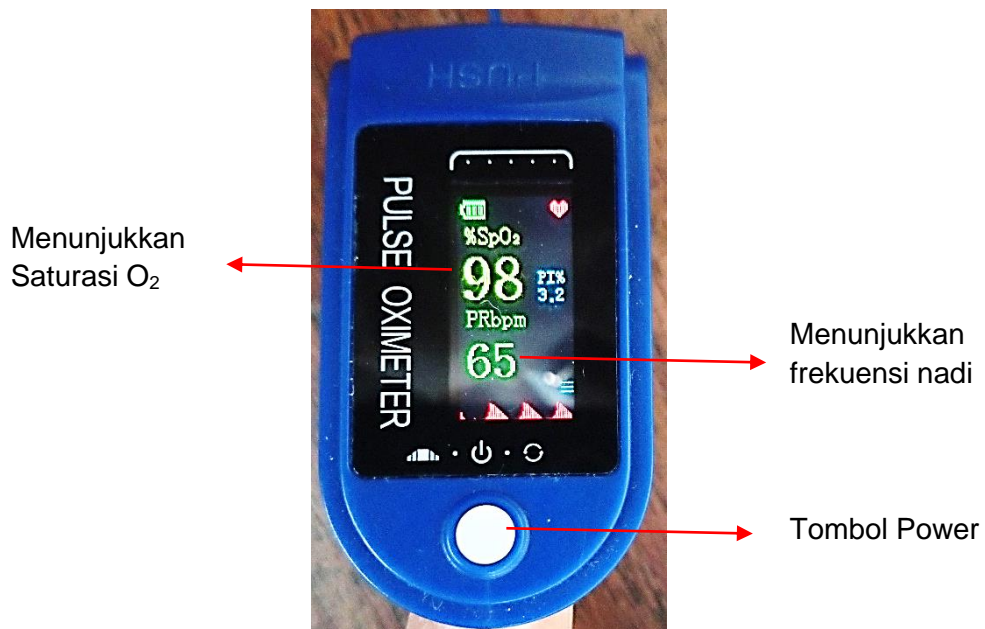 PUSH
PULSE OXIMETER
%SpO₂
98
PI%
3.2
PRbpm
65
Menunjukkan
Saturasi O₂
Menunjukkan
frekuensi nadi
Tombol Power